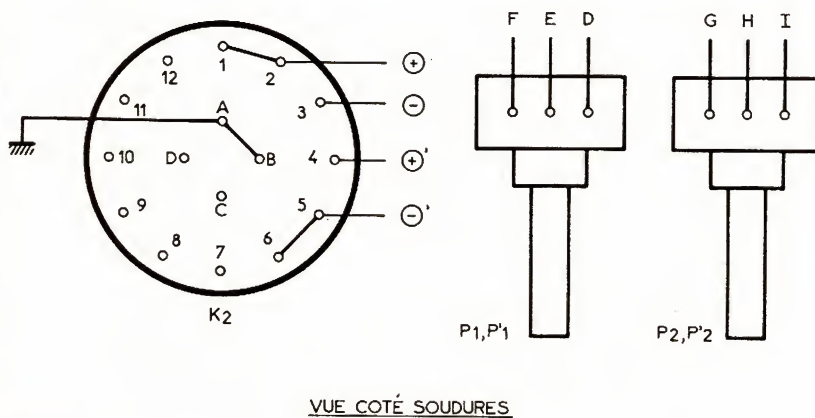 F E D
G H I
1
12 2 ⊕
11 A 3 ⊖
10 D B 4 ⊕'
9 C 5 ⊖'
8 7 6
K2
P1,P'1
P2,P'2
VUE COTÉ SOUDURES